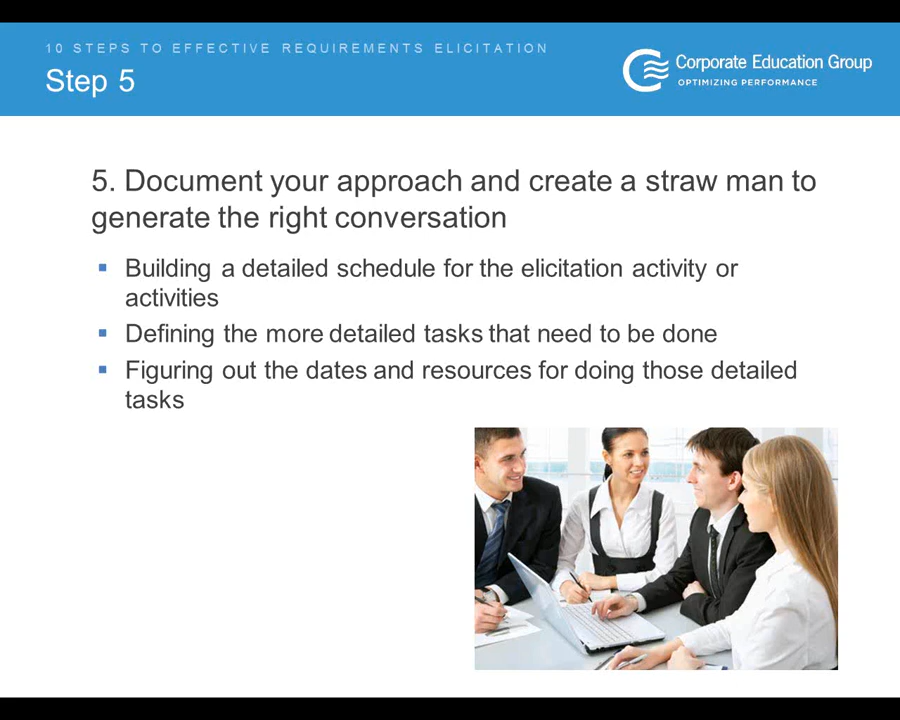 10 STEPS TO EFFECTIVE REQUIREMENTS ELICITATION
Step 5
Corporate Education Group
OPTIMIZING PERFORMANCE
5. Document your approach and create a straw man to
generate the right conversation
Building a detailed schedule for the elicitation activity or
activities
Defining the more detailed tasks that need to be done
Figuring out the dates and resources for doing those detailed
tasks